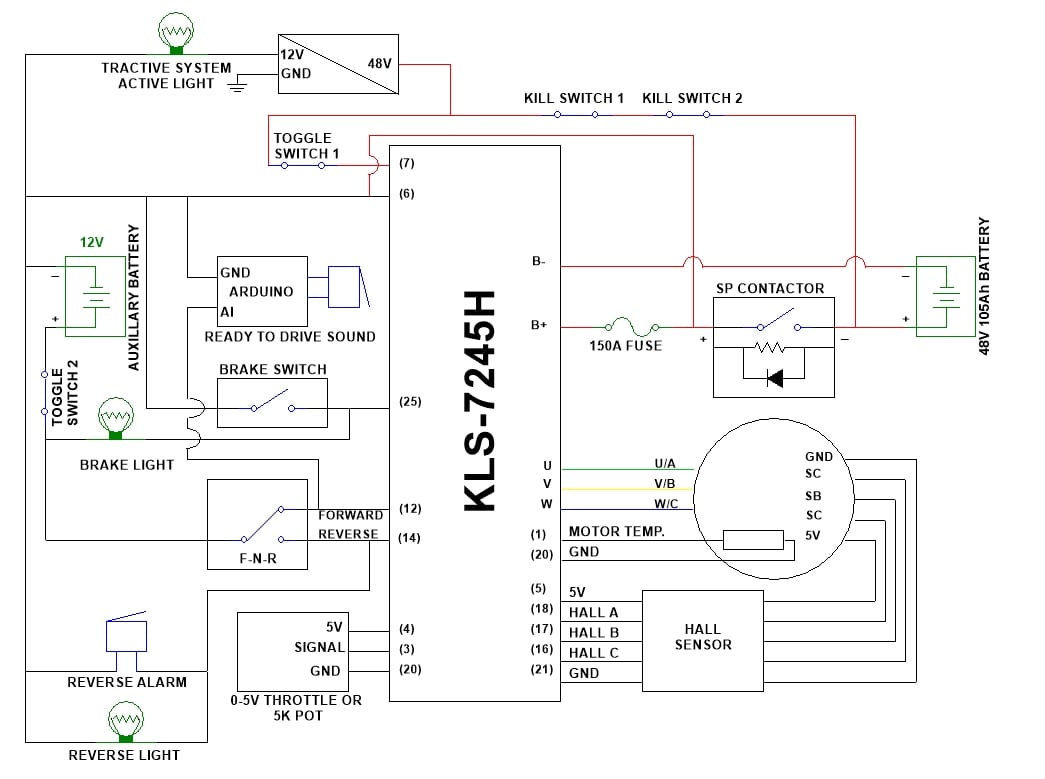 TRACTIVE SYSTEM
ACTIVE LIGHT
12V
GND
48V
KILL SWITCH 1
KILL SWITCH 2
TOGGLE
SWITCH 1
(7)
(6)
12V
AUXILLARY BATTERY
−
+
TOGGLE
SWITCH 2
GND
ARDUINO
AI
READY TO DRIVE SOUND
BRAKE SWITCH
(25)
BRAKE LIGHT
KLS-7245H
B-
B+
150A FUSE
SP CONTACTOR
+
−
−
+
48V 105Ah BATTERY
U
V
W
U/A
V/B
W/C
GND
SC
SB
SC
5V
(1)
MOTOR TEMP.
(20)
GND
FORWARD
(12)
REVERSE
(14)
F-N-R
(5)
5V
(18)
HALL A
(17)
HALL B
(16)
HALL C
(21)
GND
HALL
SENSOR
5V
(4)
SIGNAL
(3)
GND
(20)
0-5V THROTTLE OR
5K POT
REVERSE ALARM
REVERSE LIGHT